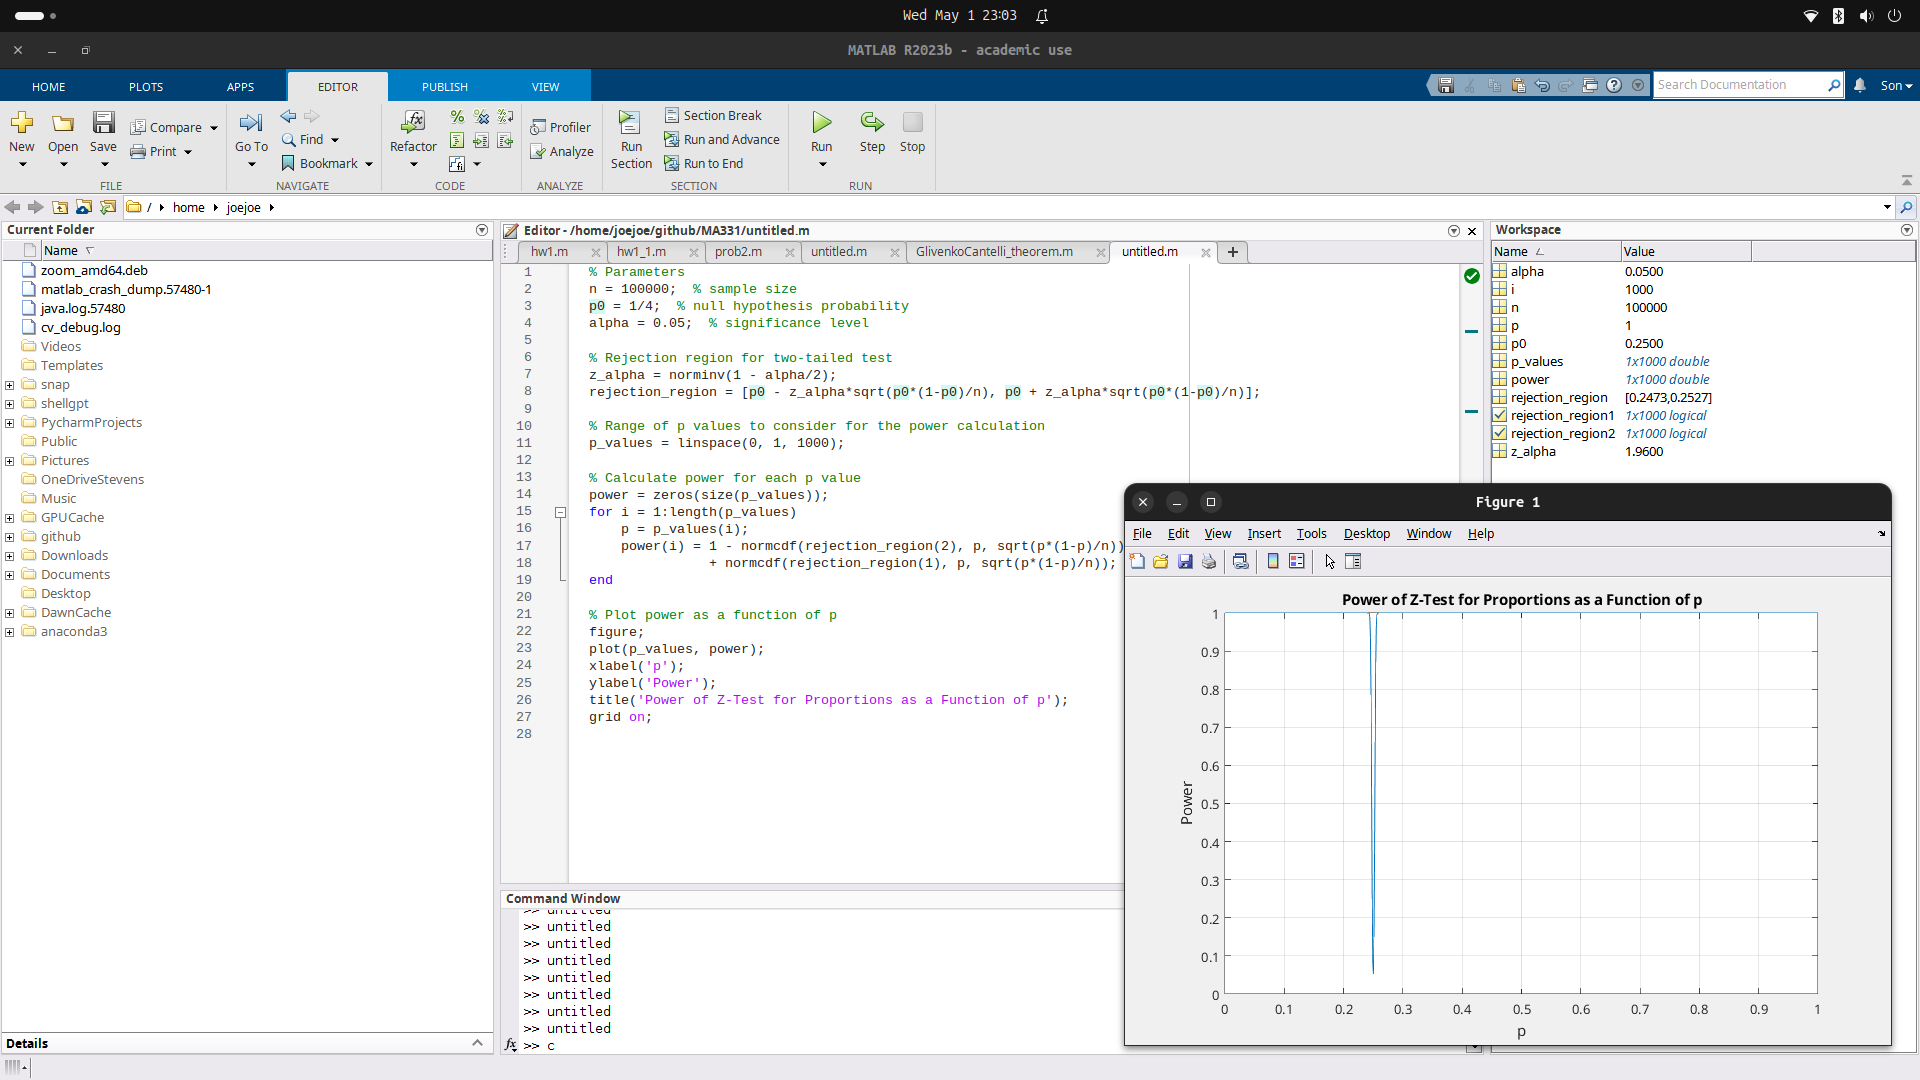 Wed May 1 23:03
MATLAB R2023b - academic use
HOME PLOTS APPS EDITOR PUBLISH VIEW
Search Documentation
Son
New Open Save Compare Print
Go To Find Bookmark
Refactor
Profiler
Analyze
Run Section
Section Break
Run and Advance
Run to End
Run Step Stop
FILE NAVIGATE CODE ANALYZE SECTION RUN
/ home joejoe
Current Folder
Name
zoom_amd64.deb
matlab_crash_dump.57480-1
java.log.57480
cv_debug.log
Videos
Templates
snap
shellgpt
PycharmProjects
Public
Pictures
OneDriveStevens
Music
GPUCache
github
Downloads
Documents
Desktop
DawnCache
anaconda3
Details
Editor - /home/joejoe/github/MA331/untitled.m
hw1.m hw1_1.m prob2.m untitled.m GlivenkoCantelli_theorem.m untitled.m
1 % Parameters
2 n = 100000; % sample size
3 p0 = 1/4; % null hypothesis probability
4 alpha = 0.05; % significance level
5
6 % Rejection region for two-tailed test
7 z_alpha = norminv(1 - alpha/2);
8 rejection_region = [p0 - z_alpha*sqrt(p0*(1-p0)/n), p0 + z_alpha*sqrt(p0*(1-p0)/n)];
9
10 % Range of p values to consider for the power calculation
11 p_values = linspace(0, 1, 1000);
12
13 % Calculate power for each p value
14 power = zeros(size(p_values));
15 for i = 1:length(p_values)
16 p = p_values(i);
17 power(i) = 1 - normcdf(rejection_region(2), p, sqrt(p*(1-p)/n))
18 + normcdf(rejection_region(1), p, sqrt(p*(1-p)/n));
19 end
20
21 % Plot power as a function of p
22 figure;
23 plot(p_values, power);
24 xlabel('p');
25 ylabel('Power');
26 title('Power of Z-Test for Proportions as a Function of p');
27 grid on;
28
Command Window
>> untitled
>> untitled
>> untitled
>> untitled
>> untitled
>> untitled
>> untitled
>> untitled
fx >> c
Workspace
Name Value
alpha 0.0500
i 1000
n 100000
p 1
p0 0.2500
p_values 1x1000 double
power 1x1000 double
rejection_region [0.2473,0.2527]
rejection_region1 1x1000 logical
rejection_region2 1x1000 logical
z_alpha 1.9600
Figure 1
File Edit View Insert Tools Desktop Window Help
Power of Z-Test for Proportions as a Function of p
1
0.9
0.8
0.7
0.6
0.5
0.4
0.3
0.2
0.1
0
Power
0 0.1 0.2 0.3 0.4 0.5 0.6 0.7 0.8 0.9 1
p